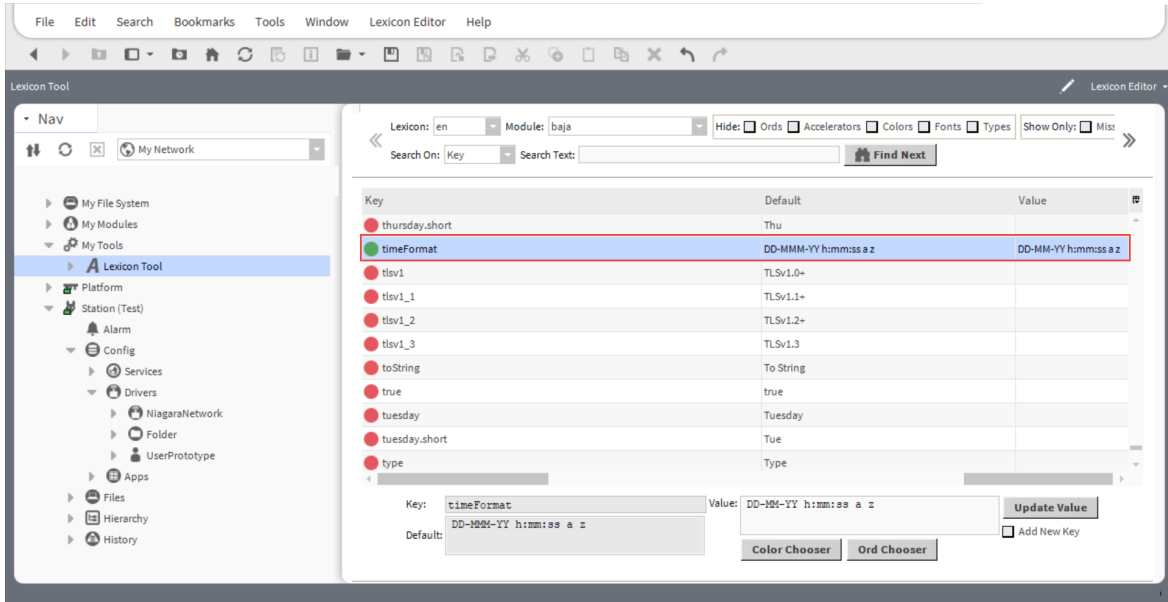 File Edit Search Bookmarks Tools Window Lexicon Editor Help
Lexicon Tool
Lexicon Editor
Nav
My Network
My File System
My Modules
My Tools
Lexicon Tool
Platform
Station (Test)
Alarm
Config
Services
Drivers
NiagaraNetwork
Folder
UserPrototype
Apps
Files
Hierarchy
History
Lexicon: en Module: baja Hide: Ords Accelerators Colors Fonts Types Show Only:
Search On: Key Search Text: Find Next
Key Default Value
thursday.short Thu
timeFormat DD-MMM-YY h:mm:ss a z DD-MM-YY h:mm:ss a z
tlsv1 TLSv1.0+
tlsv1_1 TLSv1.1+
tlsv1_2 TLSv1.2+
tlsv1_3 TLSv1.3
toString To String
true true
tuesday Tuesday
tuesday.short Tue
type Type
Key: timeFormat Value: DD-MM-YY h:mm:ss a z Update Value
Default: DD-MMM-YY h:mm:ss a z Add New Key
Color Chooser Ord Chooser